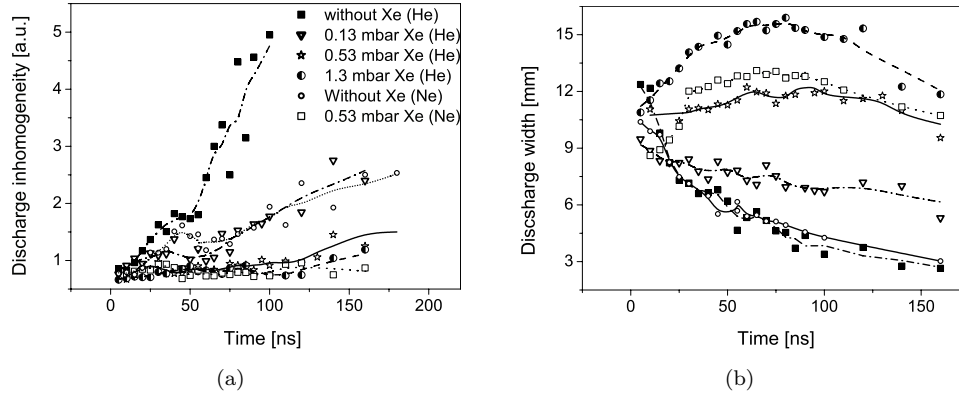 Discharge inhomogeneity [a.u.]
5
4
3
2
1
0
50
100
150
200
Time [ns]
without Xe (He)
0.13 mbar Xe (He)
0.53 mbar Xe (He)
1.3 mbar Xe (He)
Without Xe (Ne)
0.53 mbar Xe (Ne)
(a)
Disccharge width [mm]
15
12
9
6
3
0
50
100
150
Time [ns]
(b)